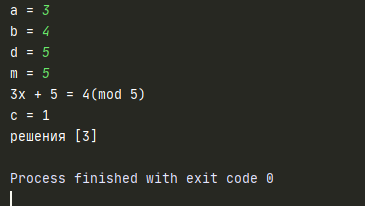 a = 3
b = 4
d = 5
m = 5
3x + 5 = 4(mod 5)
c = 1
решения [3]
Process finished with exit code 0